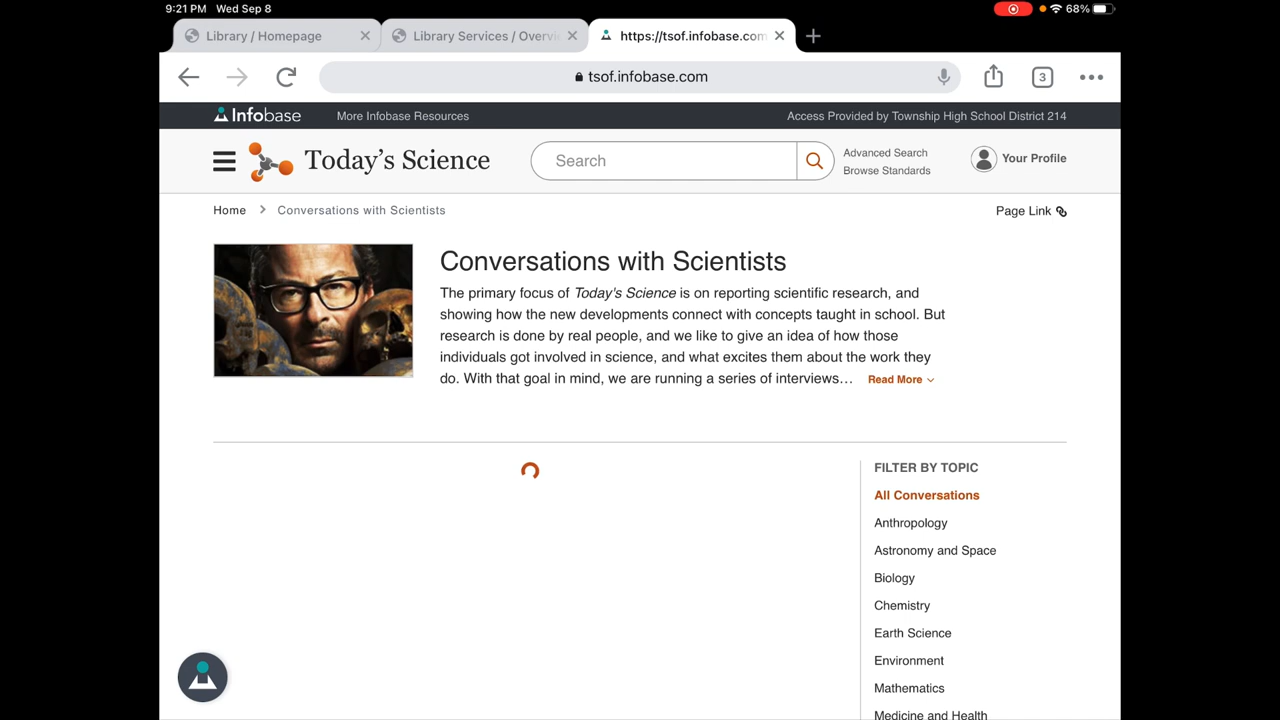 9:21 PM Wed Sep 8
68%
Library / Homepage
Library Services / Overvi
https://tsof.infobase.com
tsof.infobase.com
3
Infobase
More Infobase Resources
Access Provided by Township High School District 214
Today's Science
Search
Advanced Search
Browse Standards
Your Profile
Home > Conversations with Scientists
Page Link
Conversations with Scientists
The primary focus of Today's Science is on reporting scientific research, and
showing how the new developments connect with concepts taught in school. But
research is done by real people, and we like to give an idea of how those
individuals got involved in science, and what excites them about the work they
do. With that goal in mind, we are running a series of interviews… Read More
FILTER BY TOPIC
All Conversations
Anthropology
Astronomy and Space
Biology
Chemistry
Earth Science
Environment
Mathematics
Medicine and Health